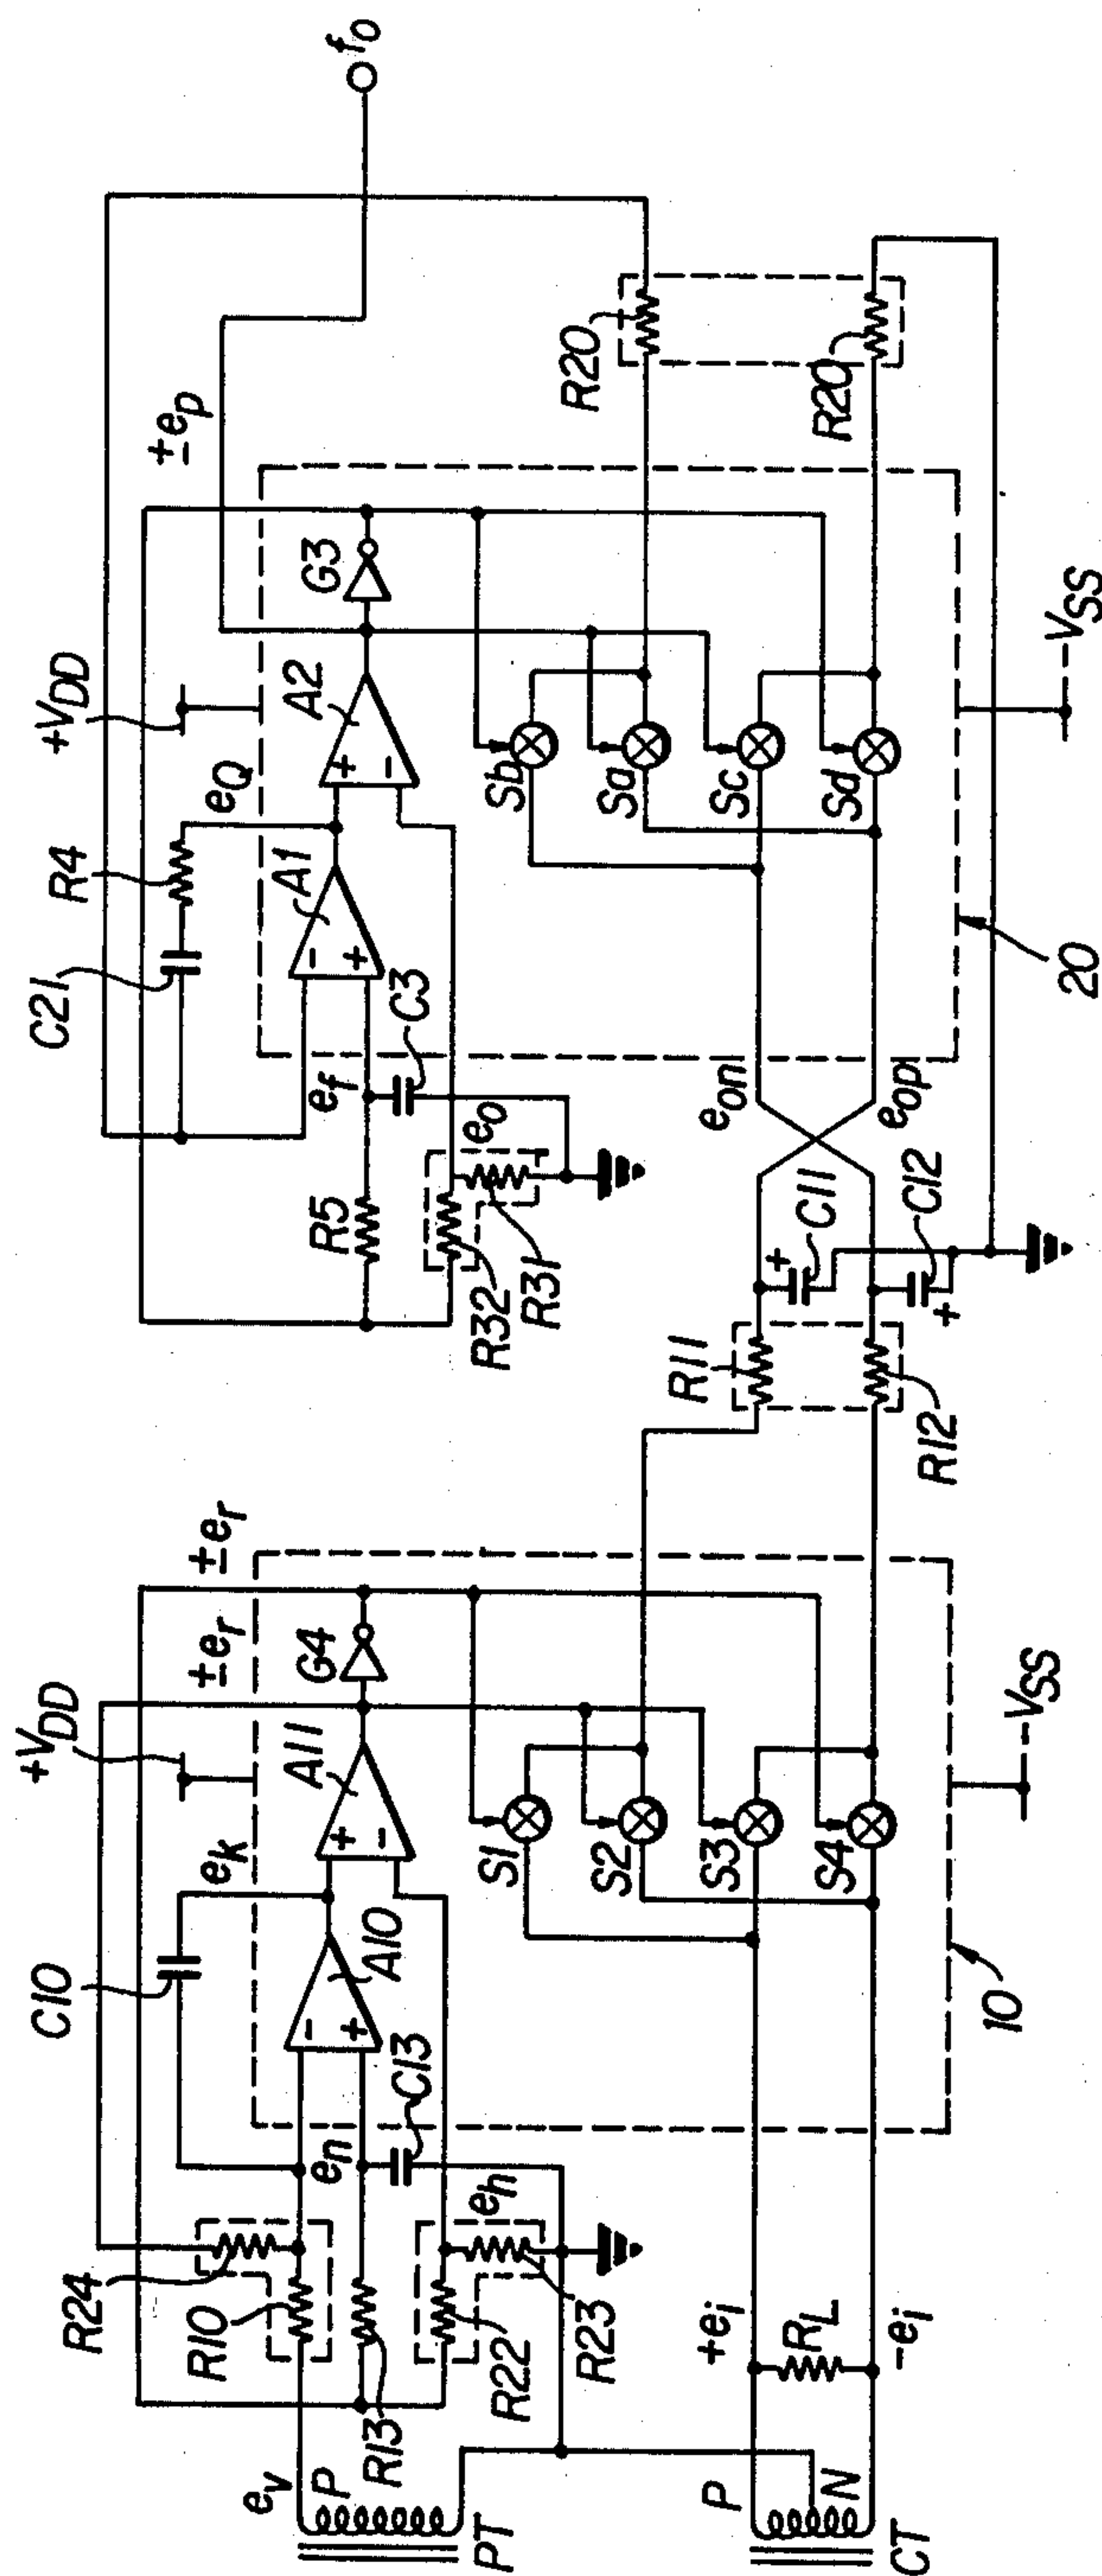 +VDD
±er
±er
C10
ek
A11
G4
R24
R10
A10
en
C13
eh
ev
P
R13
R22
R23
PT
S1
S2
S3
S4
+ei
RL
-ei
P
N
CT
10
-VSS
R11
R12
+
C11
+
C12
+VDD
±ep
fo
C21
R4
eQ
A2
G3
A1
ef
C3
R5
eo
R32
R31
Sb
Sa
Sc
Sd
eon
eop
R20
R20
20
-VSS
-
+
+
-
-
+
+
-